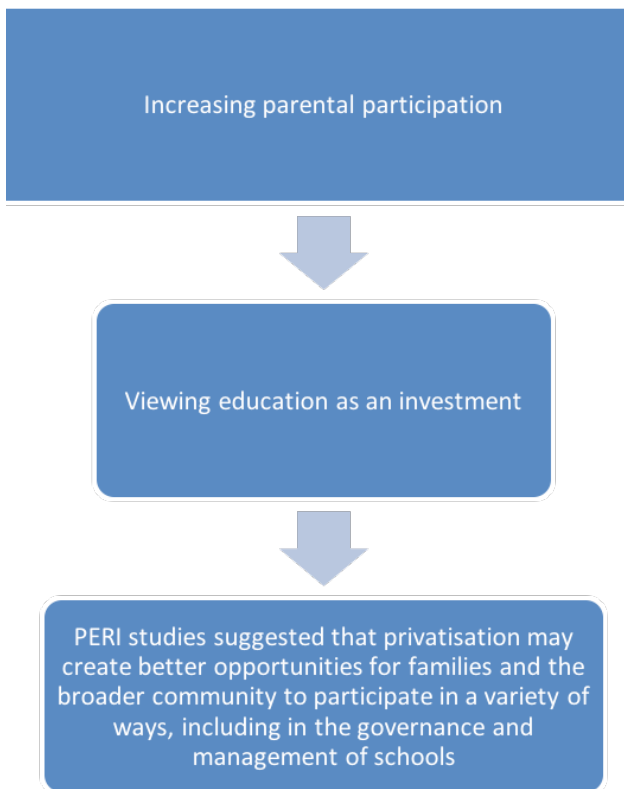 Increasing parental participation
Viewing education as an investment
PERI studies suggested that privatisation may
create better opportunities for families and the
broader community to participate in a variety of
ways, including in the governance and
management of schools